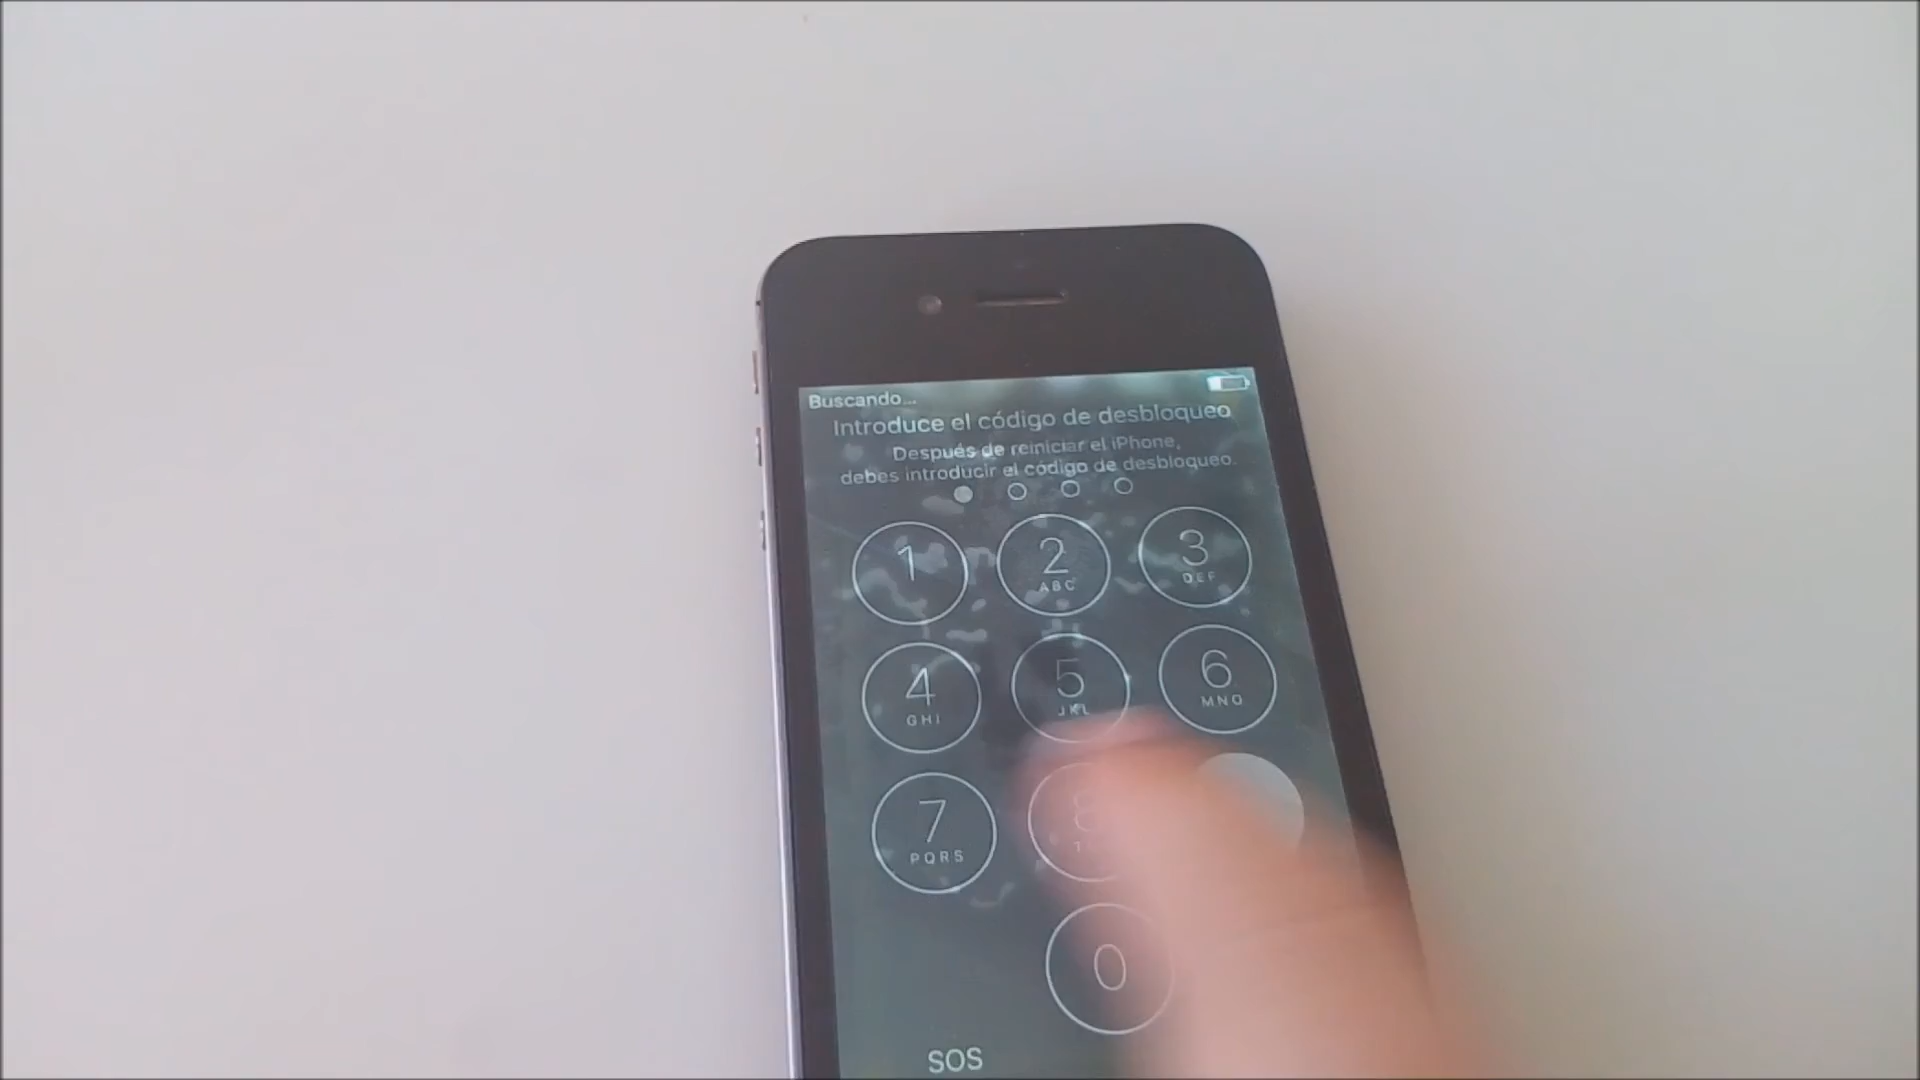 Buscando...
Introduce el código de desbloqueo
Después de reiniciar el iPhone,
debes introducir el código de desbloqueo.
1
2
ABC
3
DEF
4
GHI
5
JKL
6
MNO
7
PQRS
8
0
SOS